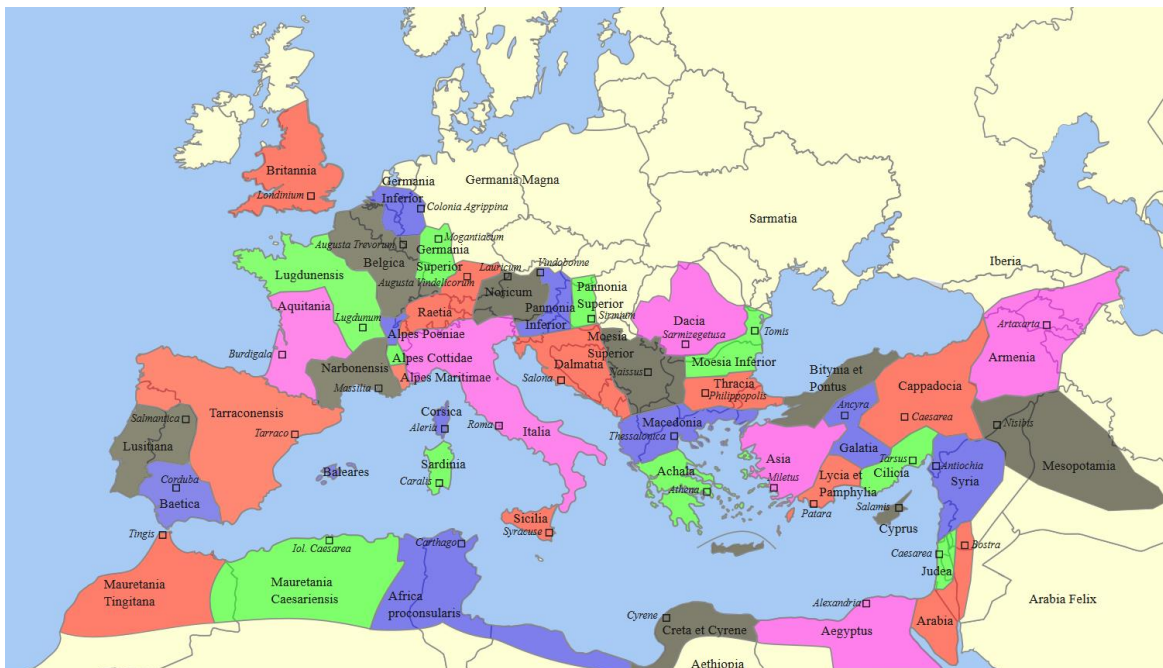 Britannia
Londinium
Germania
Inferior
Colonia Agrippina
Germania Magna
Sarmatia
Iberia
Augusta Trevorum
Mogantiacum
Belgica
Germania
Superior
Lugdunensis
Augusta Vindelicorum
Lauricum
Vindobonne
Noricum
Pannonia
Superior
Pannonia
Inferior
Sirmium
Aquitania
Lugdunum
Raetia
Alpes Poeniae
Alpes Cottidae
Alpes Maritimae
Burdigala
Narbonensis
Massilia
Dacia
Sarmizegetusa
Tomis
Moesia
Superior
Moesia Inferior
Naissus
Dalmatia
Salona
Thracia
Philippopolis
Artaxarta
Armenia
Bitynia et
Pontus
Cappadocia
Caesarea
Ancyra
Galatia
Nisibis
Mesopotamia
Salmantica
Lusitiana
Tarraconensis
Tarraco
Corsica
Aleria
Roma
Italia
Macedonia
Thessalonica
Baleares
Sardinia
Caralis
Corduba
Baetica
Achala
Athena
Asia
Miletus
Lycia et
Pamphylia
Patara
Tarsus
Cilicia
Antiochia
Syria
Salamis
Cyprus
Sicilia
Syracuse
Tingis
Iol. Caesarea
Carthago
Caesarea
Judea
Bostra
Mauretania
Tingitana
Mauretania
Caesariensis
Africa
proconsularis
Cyrene
Creta et Cyrene
Alexandria
Aegyptus
Arabia
Arabia Felix
Aethiopia